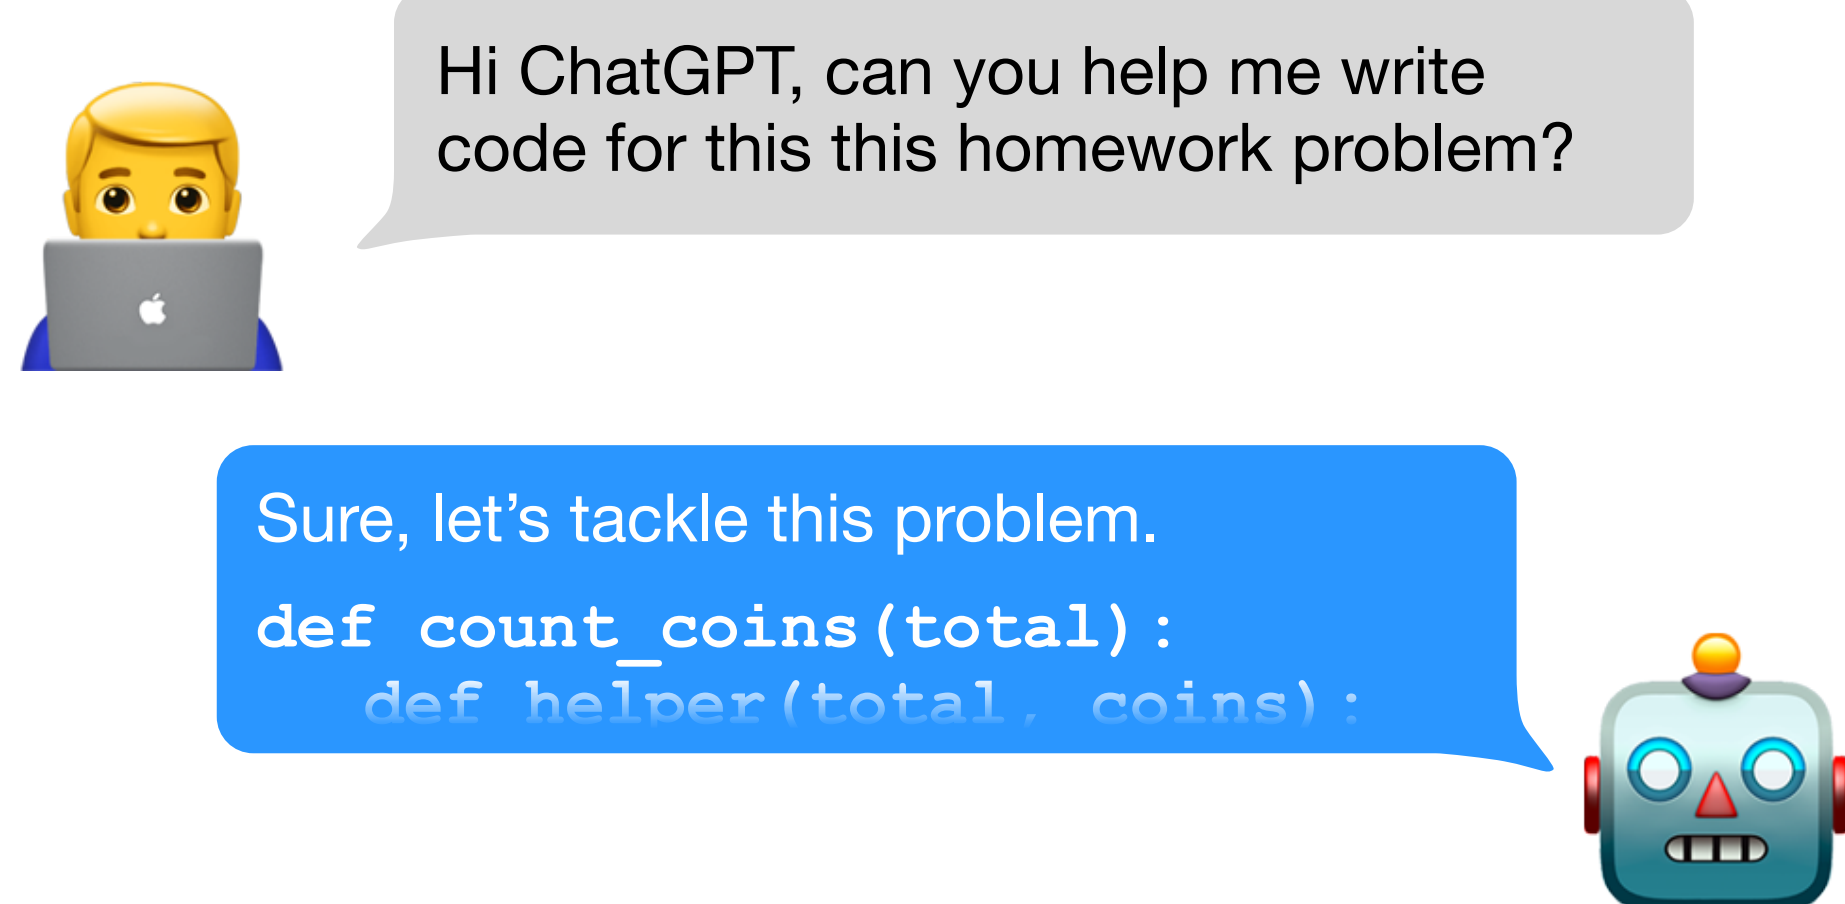 Hi ChatGPT, can you help me write
code for this this homework problem?
Sure, let’s tackle this problem.
def count_coins(total):
def helper(total, coins):